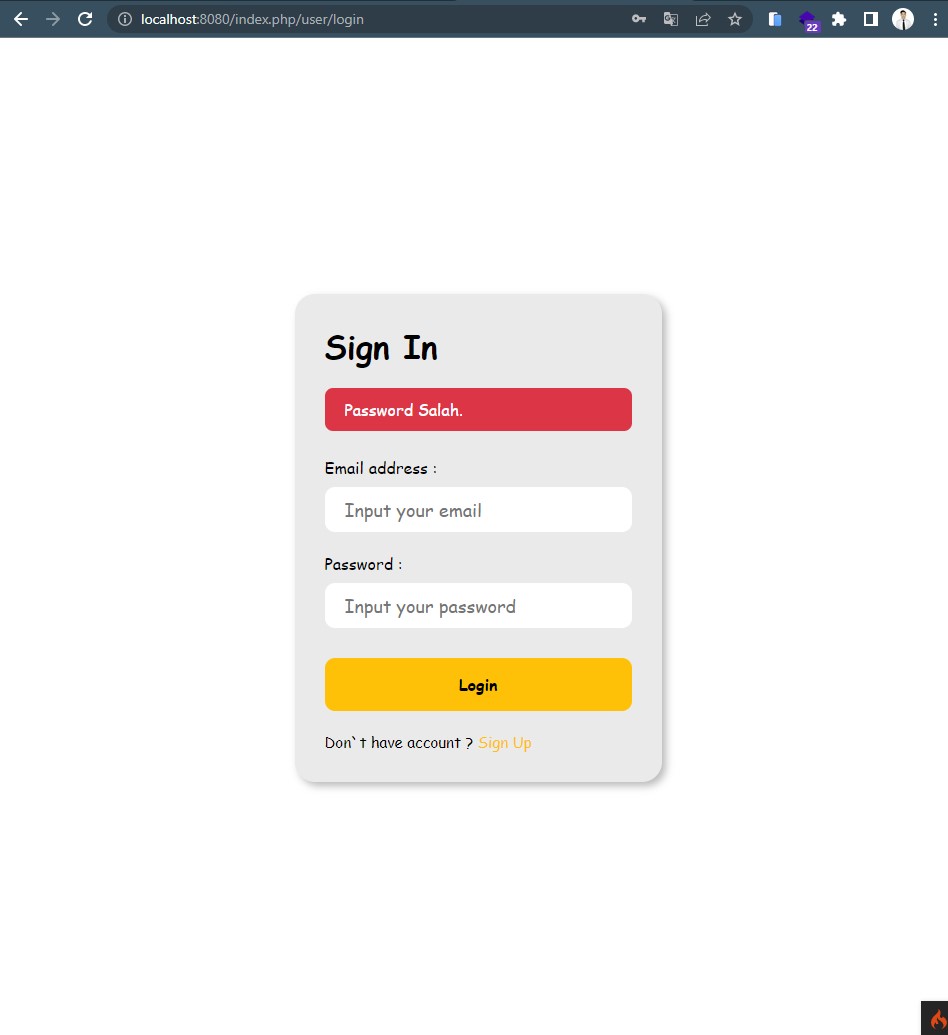 localhost:8080/index.php/user/login
22
Sign In
Password Salah.
Email address :
Input your email
Password :
Input your password
Login
Don`t have account ? Sign Up